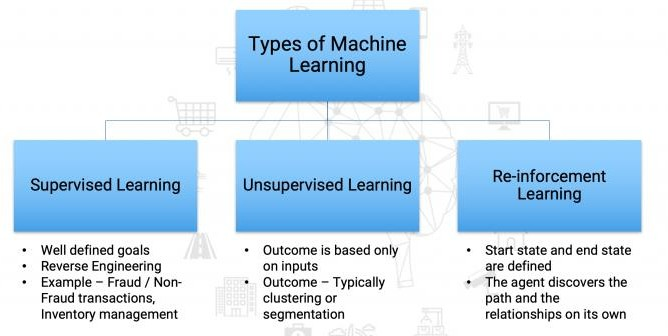 Types of Machine
Learning
Supervised Learning
Unsupervised Learning
Re-inforcement
Learning
• Well defined goals
• Reverse Engineering
• Example – Fraud / Non-
Fraud transactions,
Inventory management
• Outcome is based only
on inputs
• Outcome – Typically
clustering or
segmentation
• Start state and end state
are defined
• The agent discovers the
path and the
relationships on its own